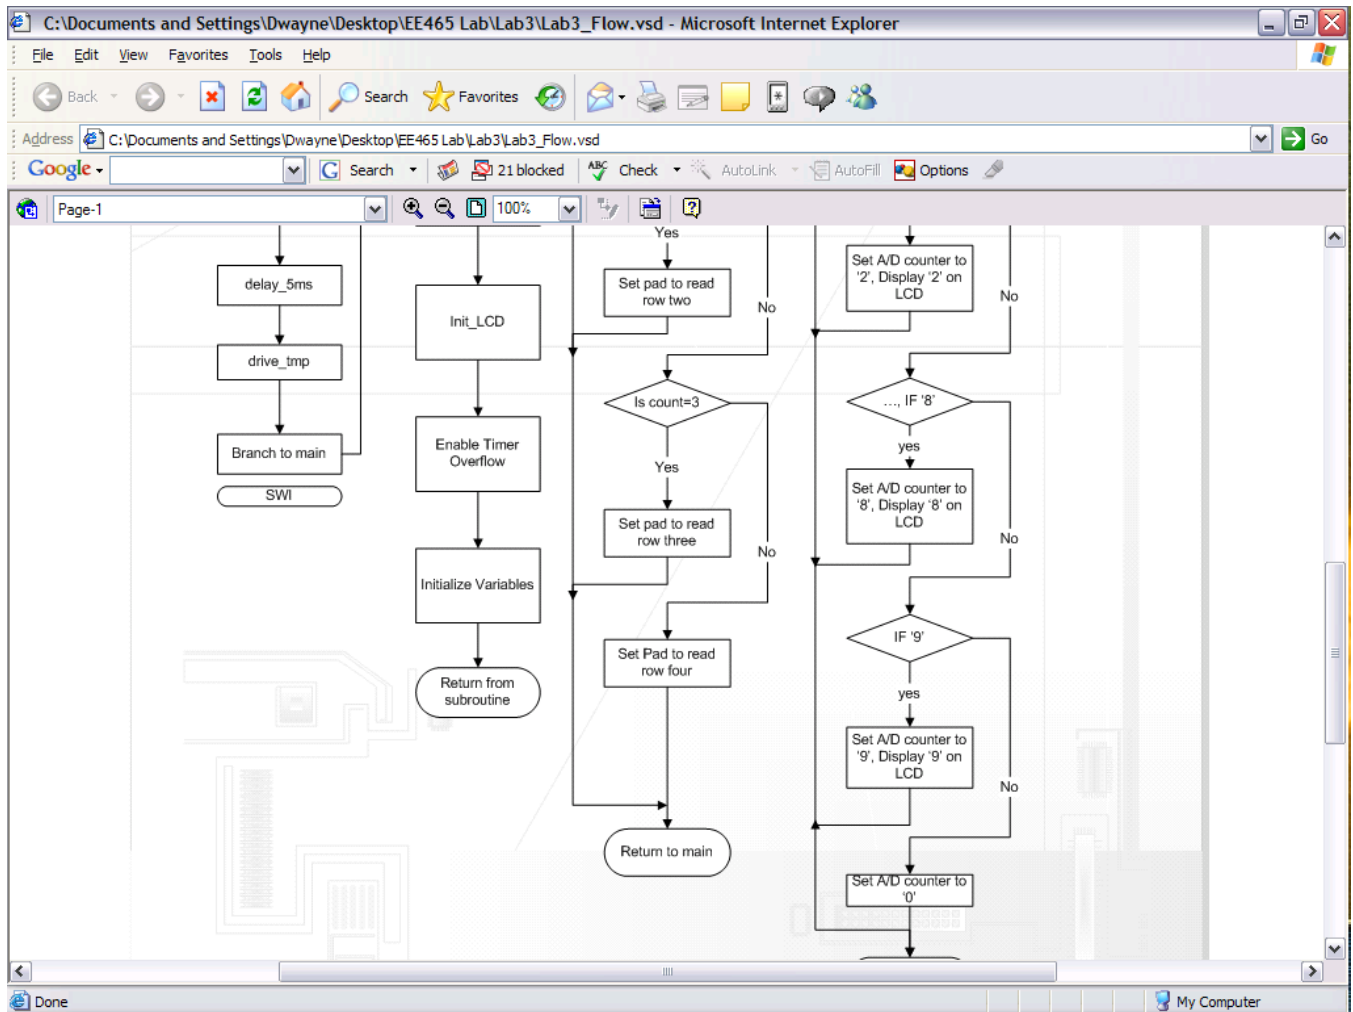 C:\Documents and Settings\Dwayne\Desktop\EE465 Lab\Lab3\Lab3_Flow.vsd - Microsoft Internet Explorer
File Edit View Favorites Tools Help
Back Search Favorites
Address C:\Documents and Settings\Dwayne\Desktop\EE465 Lab\Lab3\Lab3_Flow.vsd Go
Google Search 21 blocked ABC Check AutoLink AutoFill Options
Page-1 100%
delay_5ms
drive_tmp
Branch to main
SWI
Init_LCD
Enable Timer
Overflow
Initialize Variables
Return from
subroutine
Yes
Set pad to read
row two
No
Is count=3
Yes
Set pad to read
row three
No
Set Pad to read
row four
Return to main
Set A/D counter to
‘2’, Display ‘2’ on
LCD
No
…, IF ‘8’
yes
Set A/D counter to
‘8’, Display ‘8’ on
LCD
No
IF ‘9’
yes
Set A/D counter to
‘9’, Display ‘9’ on
LCD
No
Set A/D counter to
‘0’
Done My Computer